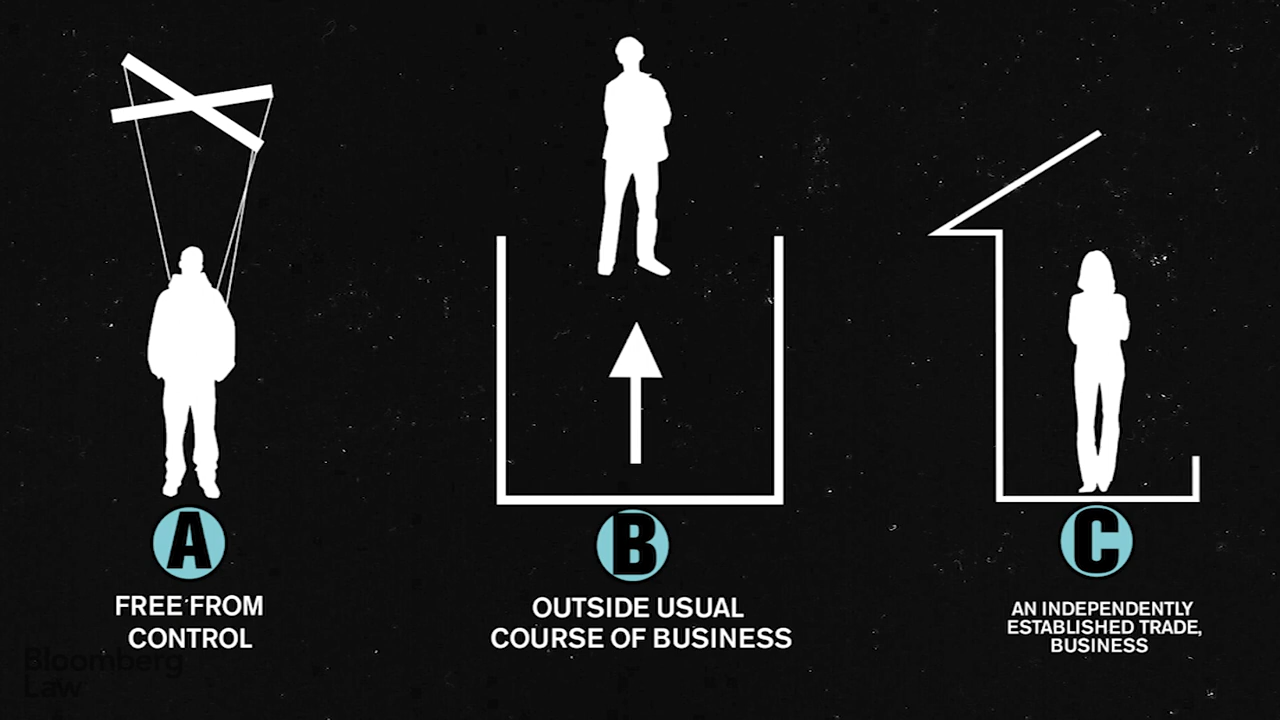 A
FREE FROM
CONTROL
B
OUTSIDE USUAL
COURSE OF BUSINESS
C
AN INDEPENDENTLY
ESTABLISHED TRADE,
BUSINESS
Bloomberg
Law